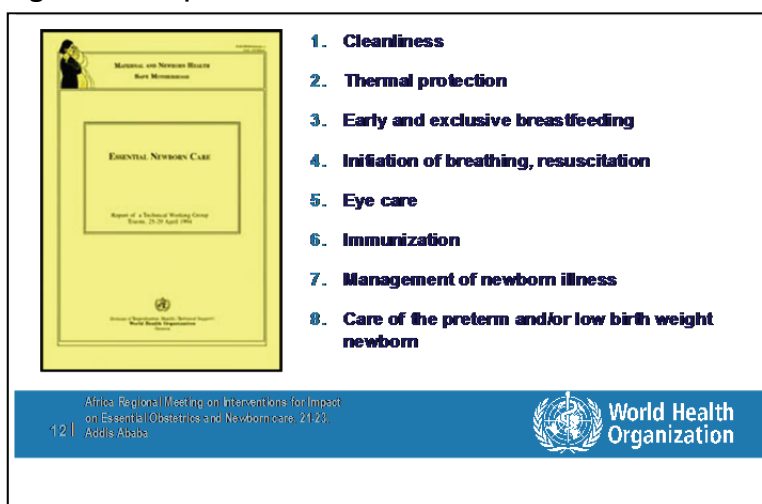 MATERNAL AND NEWBORN HEALTH
SAFE MOTHERHOOD
ESSENTIAL NEWBORN CARE
Report of a Technical Working Group
World Health Organization
1. Cleanliness
2. Thermal protection
3. Early and exclusive breastfeeding
4. Initiation of breathing, resuscitation
5. Eye care
6. Immunization
7. Management of newborn illness
8. Care of the preterm and/or low birth weight
newborn
Africa Regional Meeting on Interventions for Impact
on Essential Obstetrics and Newborn care. 21-23.
12 | Addis Ababa
World Health
Organization